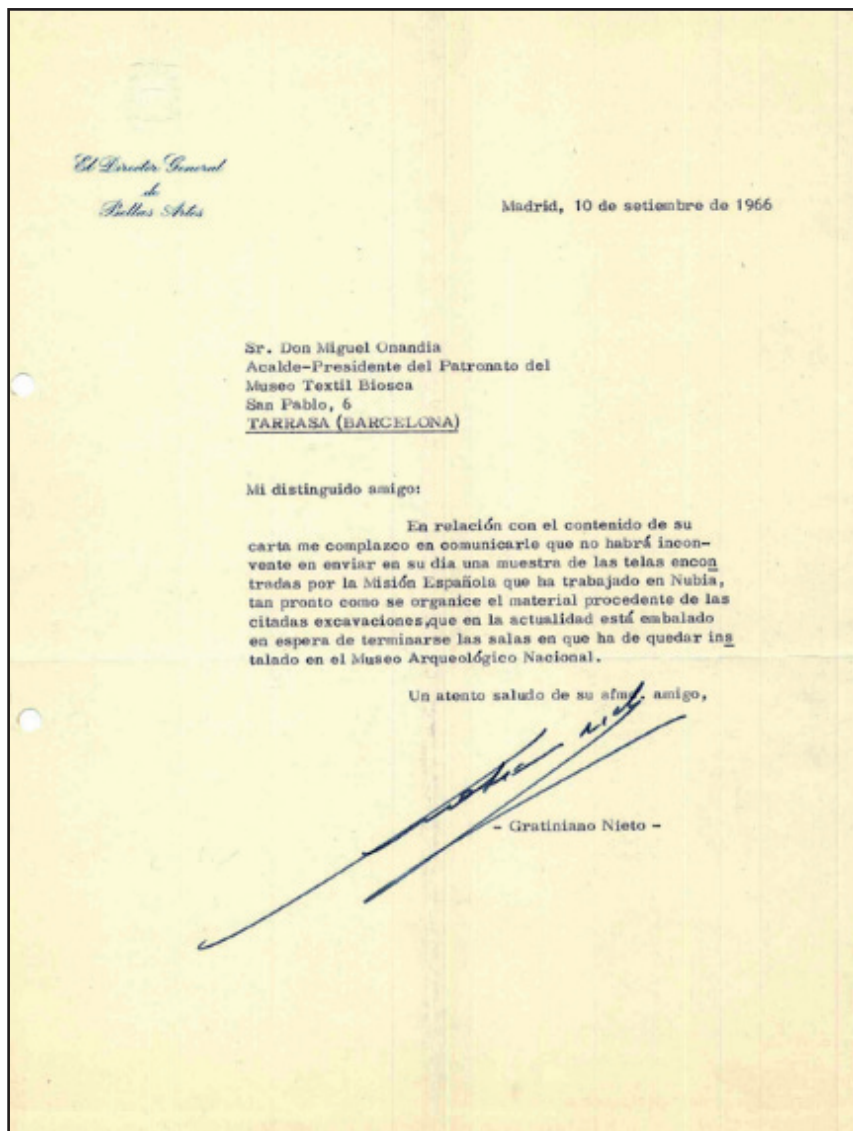 El Director General
de
Bellas Artes
Madrid, 10 de setiembre de 1966
Sr. Don Miguel Onandia
Acalde-Presidente del Patronato del
Museo Textil Biosca
San Pablo, 6
TARRASA (BARCELONA)
Mi distinguido amigo:
En relación con el contenido de su
carta me complazco en comunicarle que no habrá incon-
vente en enviar en su día una muestra de las telas encon
tradas por la Misión Española que ha trabajado en Nubia,
tan pronto como se organice el material procedente de las
citadas excavaciones,que en la actualidad está embalado
en espera de terminarse las salas en que ha de quedar ins
talado en el Museo Arqueológico Nacional.
Un atento saludo de su afmo. amigo,
- Gratiniano Nieto -